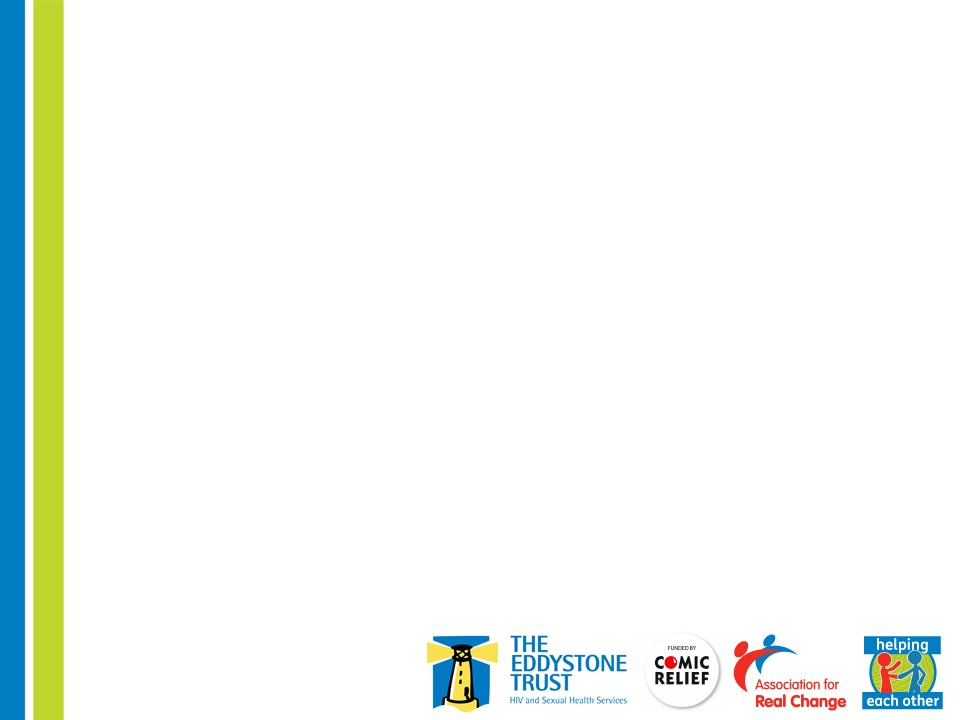 THE
EDDYSTONE
TRUST
HIV and Sexual Health Services
FUNDED BY
COMIC
RELIEF
Association for
Real Change
helping
each other